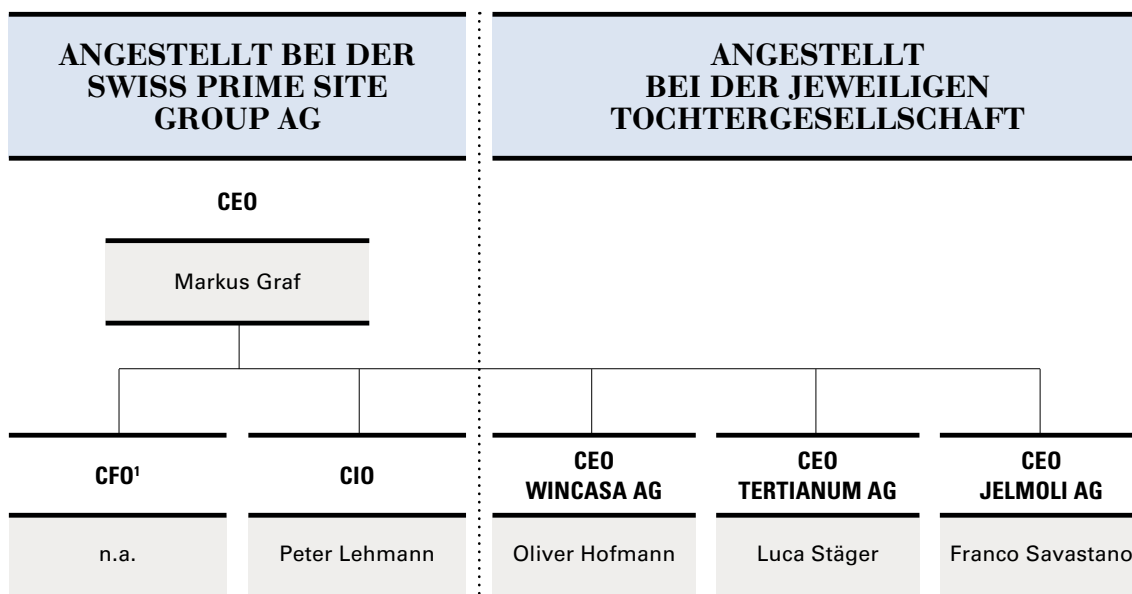 ANGESTELLT BEI DER
SWISS PRIME SITE
GROUP AG
ANGESTELLT
BEI DER JEWEILIGEN
TOCHTERGESELLSCHAFT
CEO
Markus Graf
CFO¹
n.a.
CIO
Peter Lehmann
CEO
WINCASA AG
Oliver Hofmann
CEO
TERTIANUM AG
Luca Stäger
CEO
JELMOLI AG
Franco Savastano